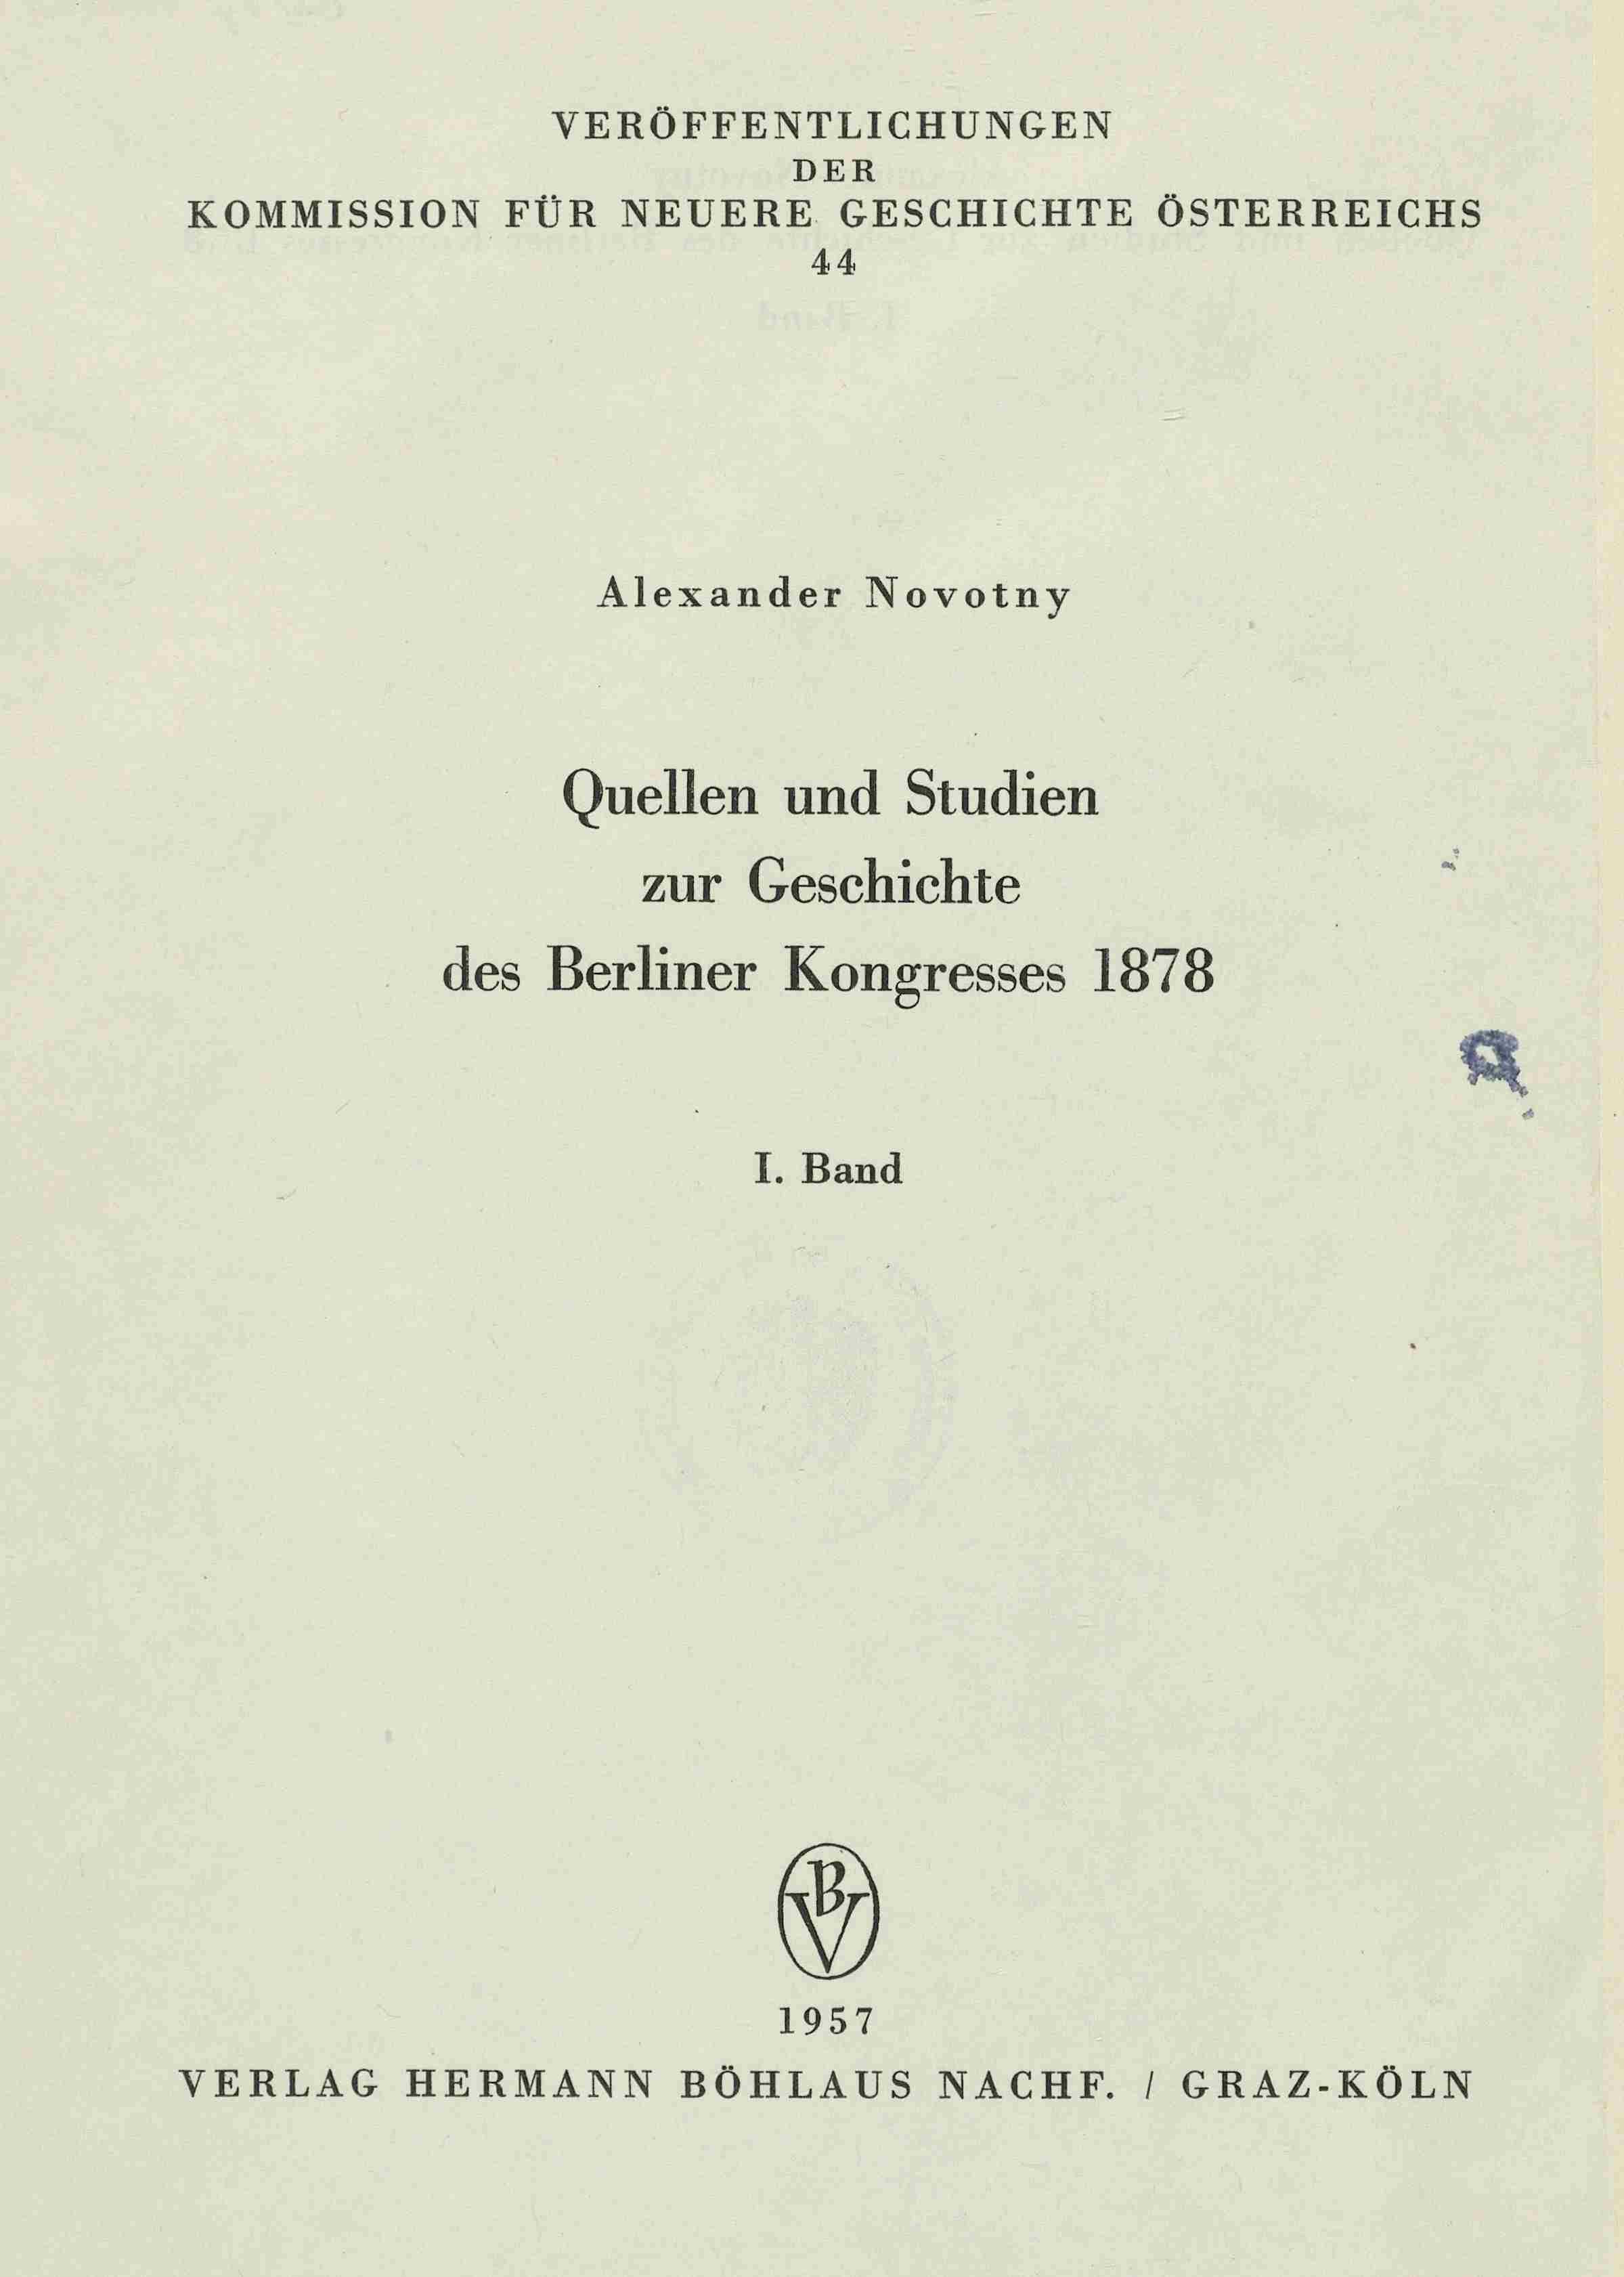 VERÖFFENTLICHUNGEN
DER
KOMMISSION FÜR NEUERE GESCHICHTE ÖSTERREICHS
44
Alexander Novotny
Quellen und Studien
zur Geschichte
des Berliner Kongresses 1878
I. Band
BV
1957
VERLAG HERMANN BÖHLAUS NACHF. / GRAZ-KÖLN